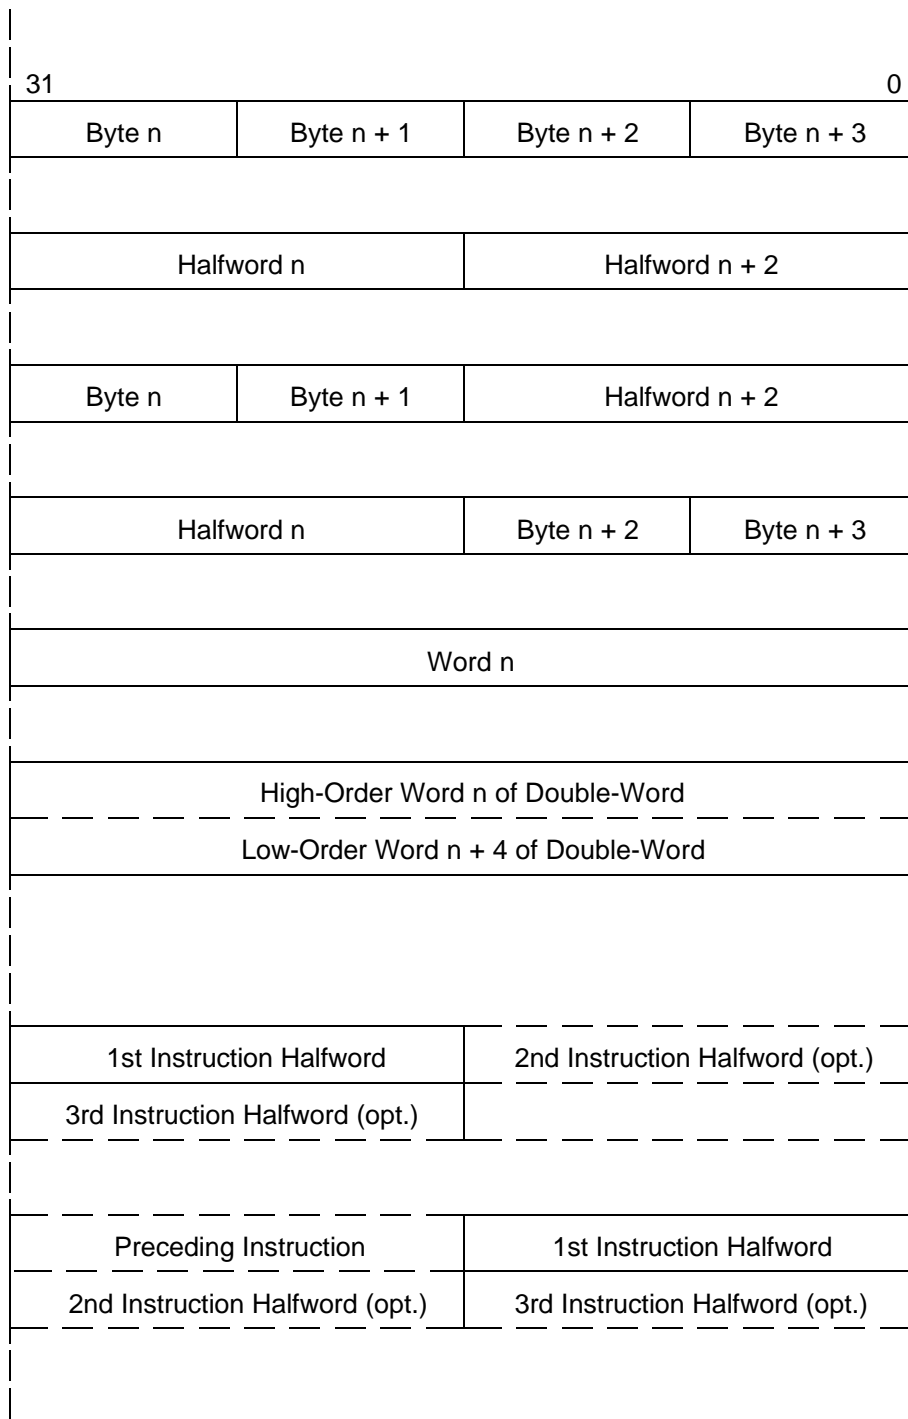 31 0
Byte n Byte n + 1 Byte n + 2 Byte n + 3
Halfword n Halfword n + 2
Byte n Byte n + 1 Halfword n + 2
Halfword n Byte n + 2 Byte n + 3
Word n
High-Order Word n of Double-Word
Low-Order Word n + 4 of Double-Word
1st Instruction Halfword 2nd Instruction Halfword (opt.)
3rd Instruction Halfword (opt.)
Preceding Instruction 1st Instruction Halfword
2nd Instruction Halfword (opt.) 3rd Instruction Halfword (opt.)